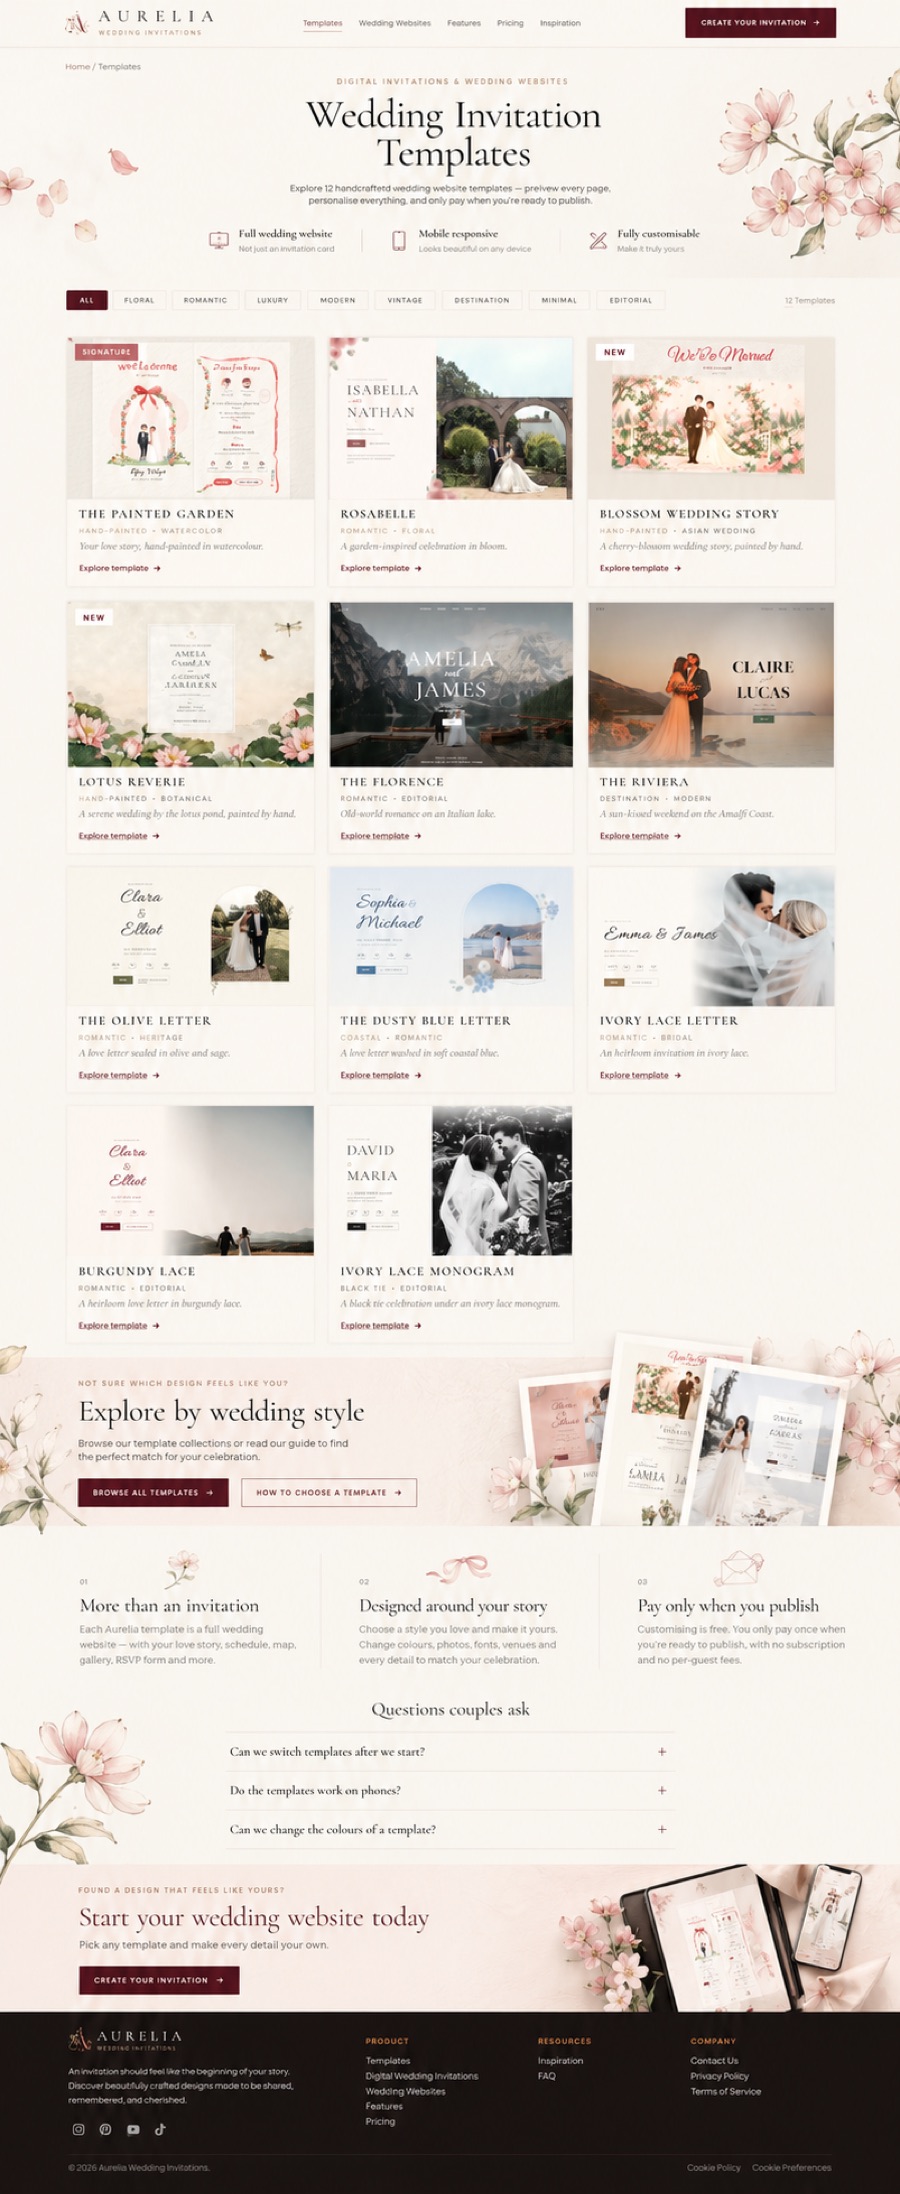 AURELIA
WEDDING INVITATIONS
Templates
Wedding Websites
Features
Pricing
Inspiration
CREATE YOUR INVITATION →
Home / Templates
DIGITAL INVITATIONS & WEDDING WEBSITES
Wedding Invitation
Templates
Explore 12 handcraftetd wedding website templates — preivew every page,
personalise everything, and only pay when you're ready to publish.
Full wedding website
Not just an invitation card
Mobile responsive
Looks beautiful on any device
Fully customisable
Make it truly yours
ALL
FLORAL
ROMANTIC
LUXURY
MODERN
VINTAGE
DESTINATION
MINIMAL
EDITORIAL
12 Templates
SIGNATURE
THE PAINTED GARDEN
HAND-PAINTED • WATERCOLOR
Your love story, hand-painted in watercolour.
Explore template →
ISABELLA
NATHAN
ROSABELLE
ROMANTIC • FLORAL
A garden-inspired celebration in bloom.
Explore template →
NEW
BLOSSOM WEDDING STORY
HAND-PAINTED • ASIAN WEDDING
A cherry-blossom wedding story, painted by hand.
Explore template →
NEW
AMELIA
LOTUS REVERIE
HAND-PAINTED • BOTANICAL
A serene wedding by the lotus pond, painted by hand.
Explore template →
AMELIA
and
JAMES
THE FLORENCE
ROMANTIC • EDITORIAL
Old-world romance on an Italian lake.
Explore template →
CLAIRE
LUCAS
THE RIVIERA
DESTINATION • MODERN
A sun-kissed weekend on the Amalfi Coast.
Explore template →
Clara
&
Elliot
THE OLIVE LETTER
ROMANTIC • HERITAGE
A love letter sealed in olive and sage.
Explore template →
Sophia &
Michael
THE DUSTY BLUE LETTER
COASTAL • ROMANTIC
A love letter washed in soft coastal blue.
Explore template →
Emma & James
IVORY LACE LETTER
ROMANTIC • BRIDAL
An heirloom invitation in ivory lace.
Explore template →
Clara
&
Elliot
BURGUNDY LACE
ROMANTIC • EDITORIAL
A heirloom love letter in burgundy lace.
Explore template →
DAVID
MARIA
IVORY LACE MONOGRAM
BLACK TIE • EDITORIAL
A black tie celebration under an ivory lace monogram.
Explore template →
NOT SURE WHICH DESIGN FEELS LIKE YOU?
Explore by wedding style
Browse our template collections or read our guide to find
the perfect match for your celebration.
BROWSE ALL TEMPLATES →
HOW TO CHOOSE A TEMPLATE →
01
More than an invitation
Each Aurelia template is a full wedding
website — with your love story, schedule, map,
gallery, RSVP form and more.
02
Designed around your story
Choose a style you love and make it yours.
Change colours, photos, fonts, venues and
every detail to match your celebration.
03
Pay only when you publish
Customising is free. You only pay once when
you're ready to publish, with no subscription
and no per-guest fees.
Questions couples ask
Can we switch templates after we start? +
Do the templates work on phones? +
Can we change the colours of a template? +
FOUND A DESIGN THAT FEELS LIKE YOURS?
Start your wedding website today
Pick any template and make every detail your own.
CREATE YOUR INVITATION →
AURELIA
WEDDING INVITATIONS
An invitation should feel like the beginning of your story.
Discover beautifully crafted designs made to be shared,
remembered, and cherished.
PRODUCT
Templates
Digital Wedding Invitations
Wedding Websites
Features
Pricing
RESOURCES
Inspiration
FAQ
COMPANY
Contact Us
Privacy Policy
Terms of Service
© 2026 Aurelia Wedding Invitations.
Cookie Policy
Cookie Preferences